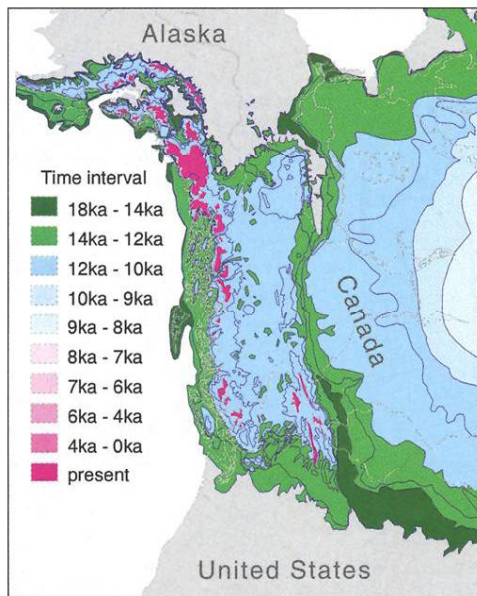 Alaska
Time interval
18ka - 14ka
14ka - 12ka
12ka - 10ka
10ka - 9ka
9ka - 8ka
8ka - 7ka
7ka - 6ka
6ka - 4ka
4ka - 0ka
present
Canada
United States